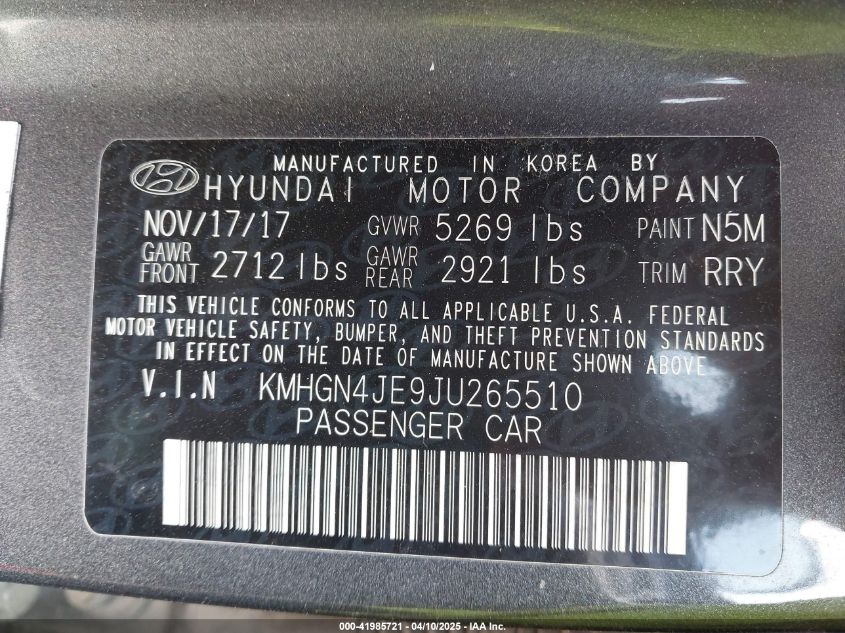 MANUFACTURED IN KOREA BY
HYUNDAI MOTOR COMPANY
NOV/17/17 GVWR 5269 lbs PAINT N5M
GAWR FRONT 2712 lbs GAWR REAR 2921 lbs TRIM RRY
THIS VEHICLE CONFORMS TO ALL APPLICABLE U.S.A. FEDERAL
MOTOR VEHICLE SAFETY, BUMPER, AND THEFT PREVENTION STANDARDS
IN EFFECT ON THE DATE OF MANUFACTURE SHOWN ABOVE.
V.I.N KMHGN4JE9JU265510
PASSENGER CAR
000-41985721 - 04/10/2025 - IAA Inc.